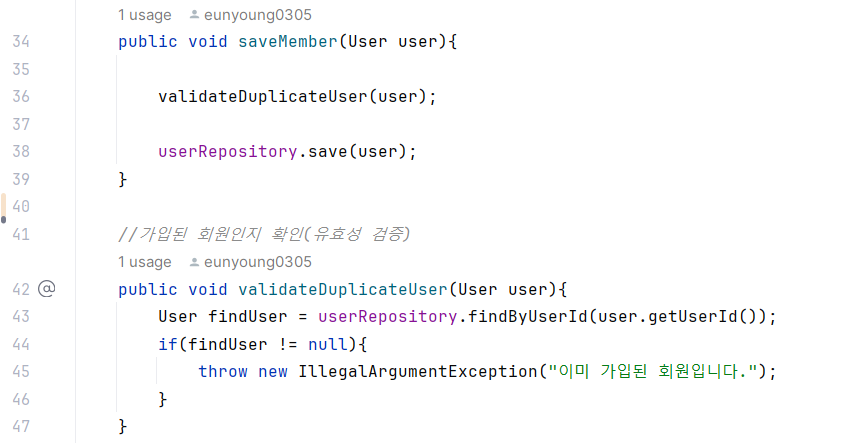 1 usage eunyoung0305
34 public void saveMember(User user){
35
36 validateDuplicateUser(user);
37
38 userRepository.save(user);
39 }
40
41 //가입된 회원인지 확인(유효성 검증)
1 usage eunyoung0305
42 @ public void validateDuplicateUser(User user){
43 User findUser = userRepository.findByUserId(user.getUserId());
44 if(findUser != null){
45 throw new IllegalArgumentException("이미 가입된 회원입니다.");
46 }
47 }